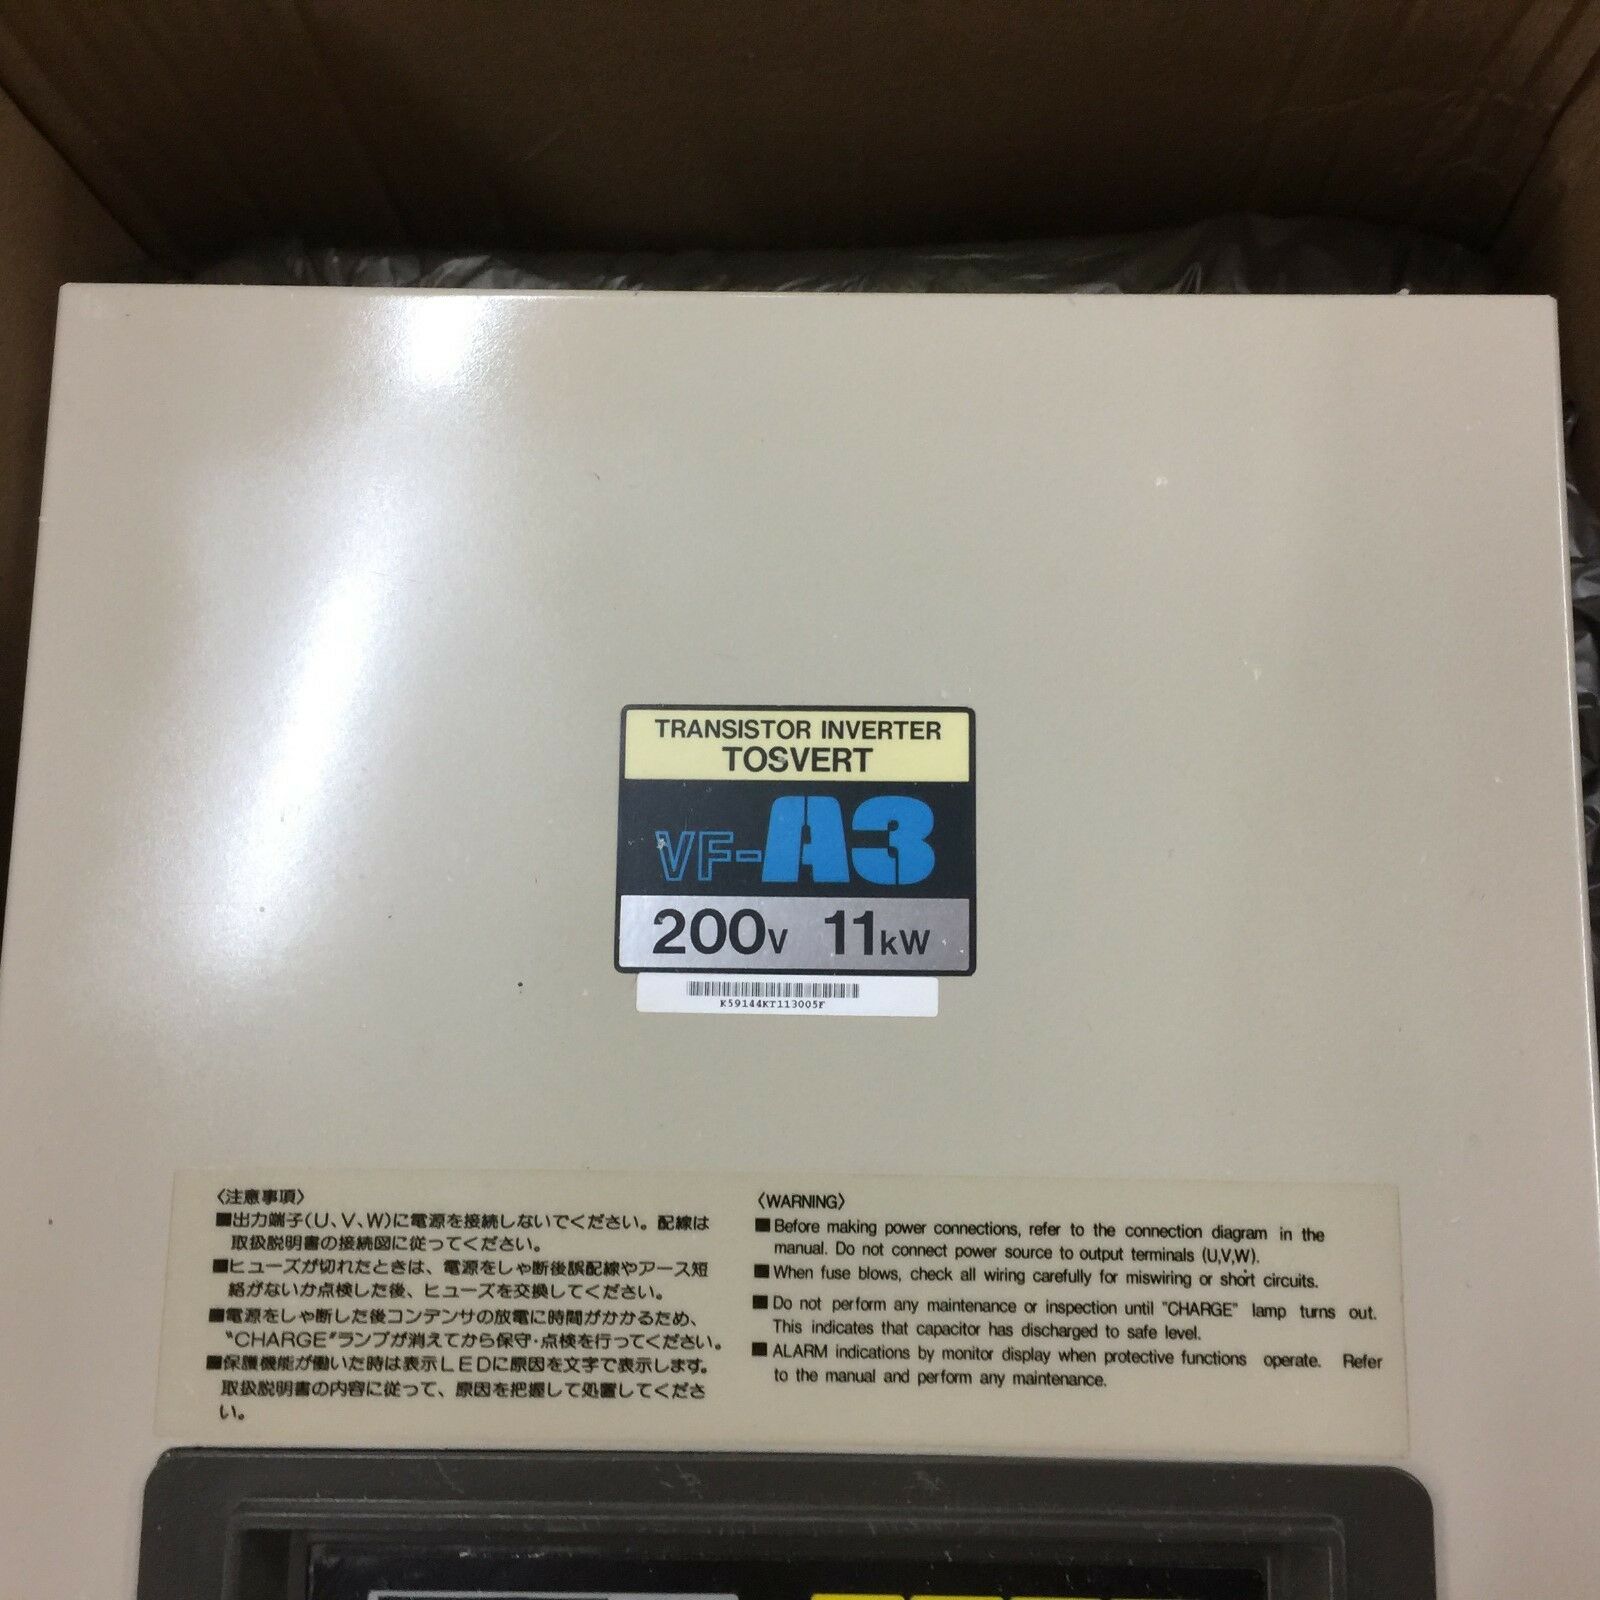 TRANSISTOR INVERTER
TOSVERT
VF-A3
200V 11kW
K59144KT113005F
〈注意事項〉
■出力端子(U、V、W)に電源を接続しないでください。配線は
取扱説明書の接続図に従ってください。
■ヒューズが切れたときは、電源をしゃ断後誤配線やアース短
絡がないか点検した後、ヒューズを交換してください。
■電源をしゃ断した後コンデンサの放電に時間がかかるため、
"CHARGE"ランプが消えてから保守・点検を行ってください。
■保護機能が働いた時は表示LEDに原因を文字で表示します。
取扱説明書の内容に従って、原因を把握して処置してくださ
い。
〈WARNING〉
■Before making power connections, refer to the connection diagram in the
manual. Do not connect power source to output terminals (U,V,W).
■When fuse blows, check all wiring carefully for miswiring or short circuits.
■Do not perform any maintenance or inspection until "CHARGE" lamp turns out.
This indicates that capacitor has discharged to safe level.
■ALARM indications by monitor display when protective functions operate. Refer
to the manual and perform any maintenance.